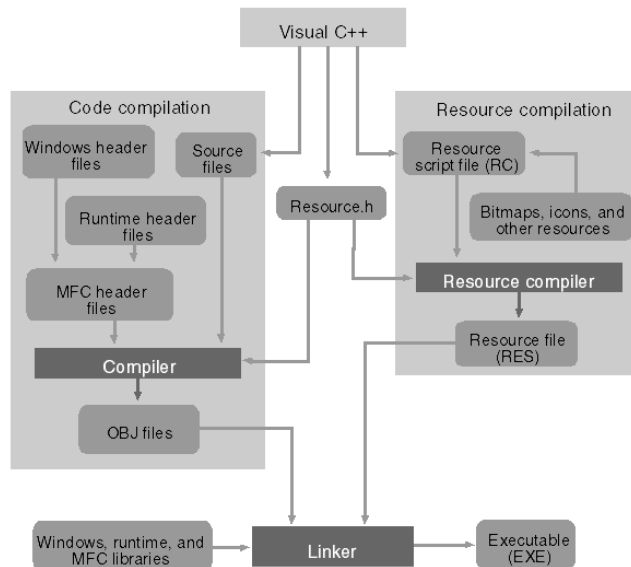 Visual C++
Code compilation
Resource compilation
Windows header
files
Source
files
Resource
script file (RC)
Resource.h
Bitmaps, icons, and
other resources
Runtime header
files
MFC header
files
Resource compiler
Compiler
Resource file
(RES)
OBJ files
Windows, runtime, and
MFC libraries
Linker
Executable
(EXE)